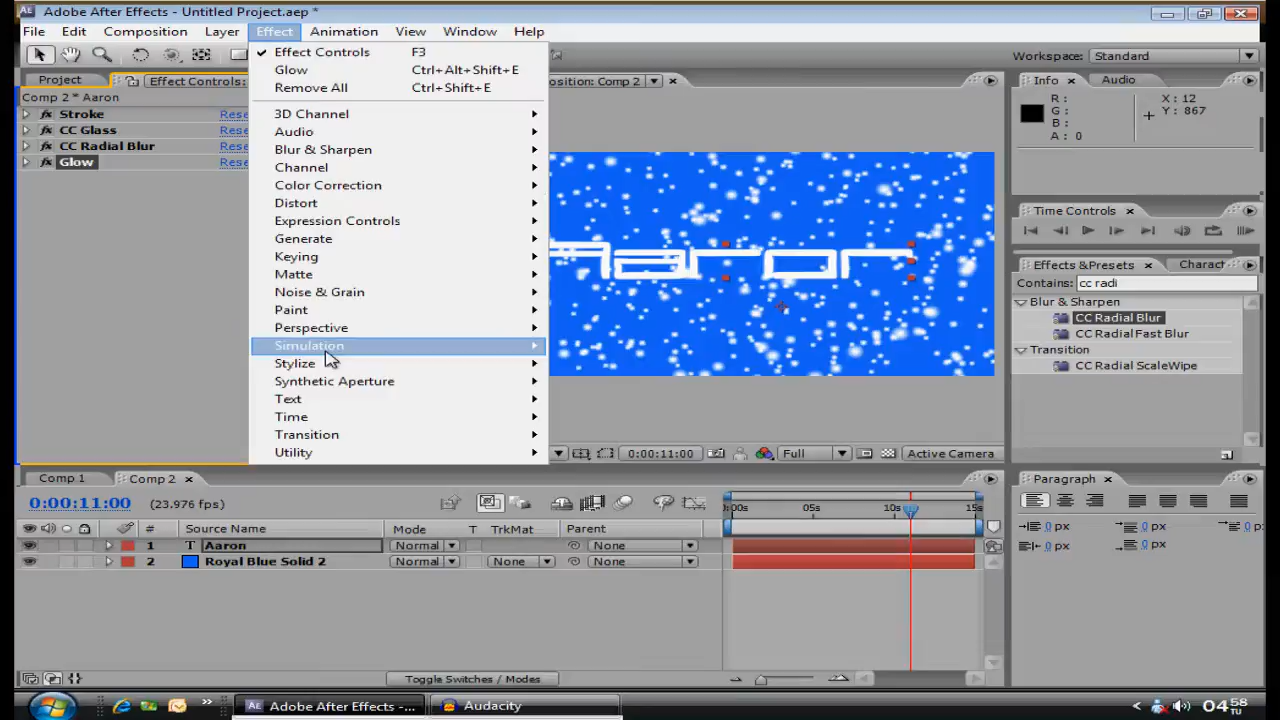 Adobe After Effects - Untitled Project.aep *
File Edit Composition Layer Effect Animation View Window Help
Workspace: Standard
Project Effect Controls: osition: Comp 2
Comp 2 * Aaron
Stroke Rese
CC Glass Rese
CC Radial Blur Rese
Glow Rese
Effect Controls F3
Glow Ctrl+Alt+Shift+E
Remove All Ctrl+Shift+E
3D Channel
Audio
Blur & Sharpen
Channel
Color Correction
Distort
Expression Controls
Generate
Keying
Matte
Noise & Grain
Paint
Perspective
Simulation
Stylize
Synthetic Aperture
Text
Time
Transition
Utility
Aaron
0:00:11:00 Full Active Camera
Info Audio
R: X: 12
G: Y: 867
B:
A: 0
Time Controls
Effects & Presets Charact
Contains: cc radi
Blur & Sharpen
CC Radial Blur
CC Radial Fast Blur
Transition
CC Radial ScaleWipe
Comp 1 Comp 2
0:00:11:00 (23.976 fps)
:00s 05s 10s 15s
# Source Name Mode T TrkMat Parent
1 T Aaron Normal None
2 Royal Blue Solid 2 Normal None None
Toggle Switches / Modes
Paragraph
0 px 0 px 0 px
0 px 0 px
Adobe After Effects -... Audacity 04:58
TU